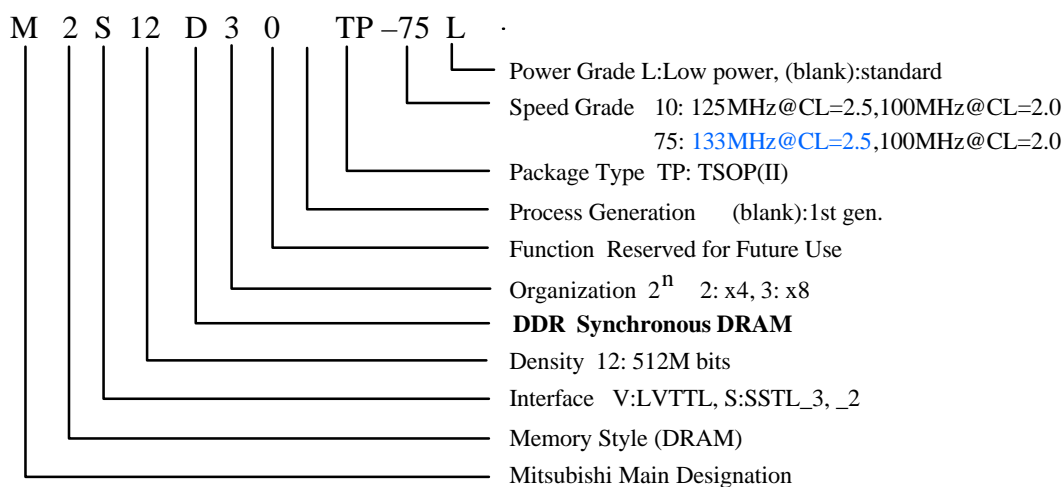 M 2 S 12 D 3 0 TP –75 L .
Power Grade L:Low power, (blank):standard
Speed Grade 10: 125MHz@CL=2.5,100MHz@CL=2.0
75: 133MHz@CL=2.5,100MHz@CL=2.0
Package Type TP: TSOP(II)
Process Generation (blank):1st gen.
Function Reserved for Future Use
Organization 2ⁿ 2: x4, 3: x8
DDR Synchronous DRAM
Density 12: 512M bits
Interface V:LVTTL, S:SSTL_3, _2
Memory Style (DRAM)
Mitsubishi Main Designation